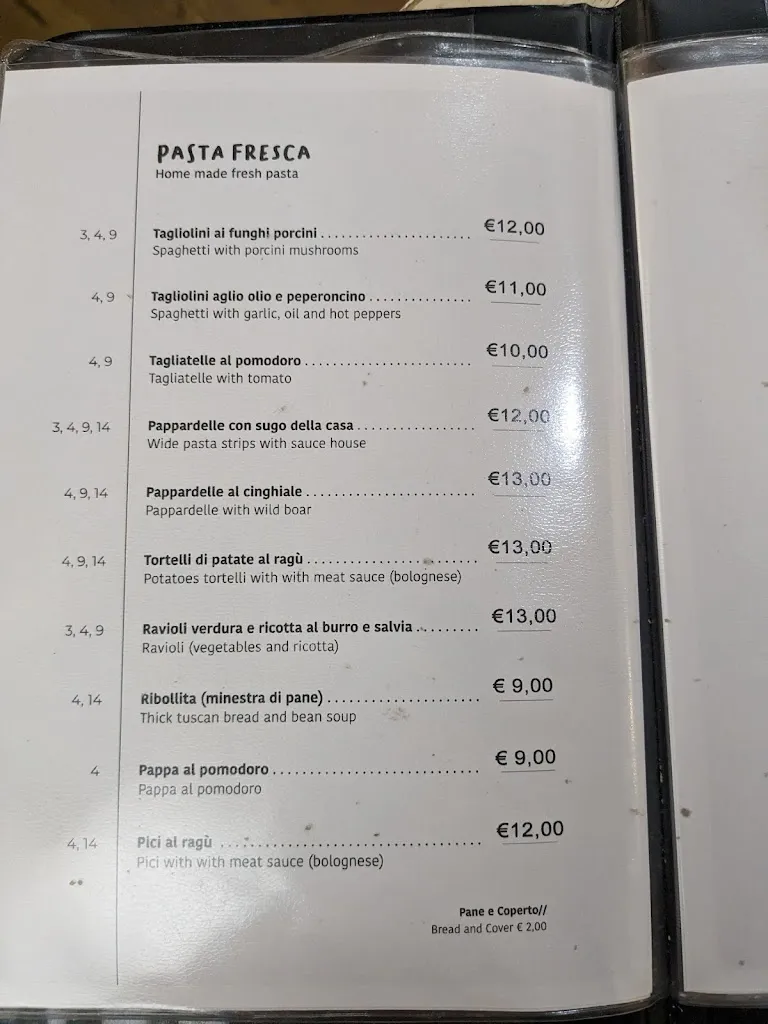 PASTA FRESCA
Home made fresh pasta
3, 4, 9 Tagliolini ai funghi porcini ..................... €12,00
Spaghetti with porcini mushrooms
4, 9 Tagliolini aglio olio e peperoncino .............. €11,00
Spaghetti with garlic, oil and hot peppers
4, 9 Tagliatelle al pomodoro ....................... €10,00
Tagliatelle with tomato
3, 4, 9, 14 Pappardelle con sugo della casa ................ €12,00
Wide pasta strips with sauce house
4, 9, 14 Pappardelle al cinghiale ....................... €13,00
Pappardelle with wild boar
4, 9, 14 Tortelli di patate al ragù ....................... €13,00
Potatoes tortelli with with meat sauce (bolognese)
3, 4, 9 Ravioli verdura e ricotta al burro e salvia ......... €13,00
Ravioli (vegetables and ricotta)
4, 14 Ribollita (minestra di pane) ..................... € 9,00
Thick tuscan bread and bean soup
4 Pappa al pomodoro ............................ € 9,00
Pappa al pomodoro
4, 14 Pici al ragù ................................... €12,00
Pici with with meat sauce (bolognese)
Pane e Coperto//
Bread and Cover € 2,00